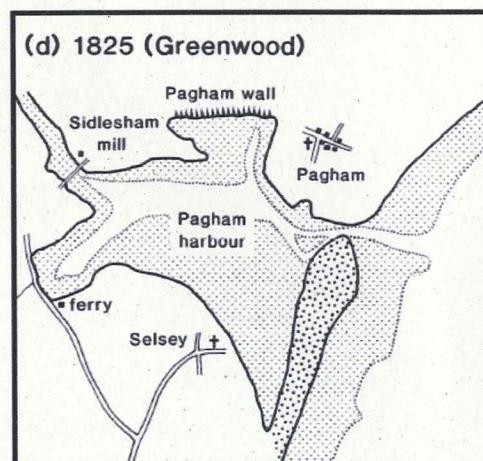 (d) 1825 (Greenwood)
Pagham wall
Sidlesham
mill
Pagham
Pagham
harbour
ferry
Selsey